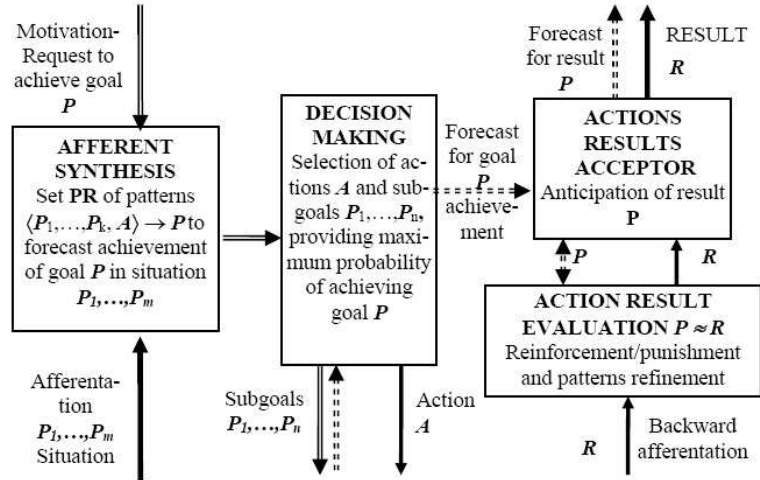 Motivation-
Request to
achieve goal
P
AFFERENT
SYNTHESIS
Set PR of patterns
⟨P1,…,Pk, A⟩ → P to
forecast achievement
of goal P in situation
P1,…,Pm
Afferenta-
tion
P1,…,Pm
Situation
DECISION
MAKING
Selection of ac-
tions A and sub-
goals P1,…,Pn,
providing maxi-
mum probability
of achieving
goal P
Subgoals
P1,…,Pn
Action
A
Forecast
for goal
P
achieve-
ment
Forecast
for result
P
RESULT
R
ACTIONS
RESULTS
ACCEPTOR
Anticipation of result
P
P
R
ACTION RESULT
EVALUATION P ≈ R
Reinforcement/punishment
and patterns refinement
R
Backward
afferentation